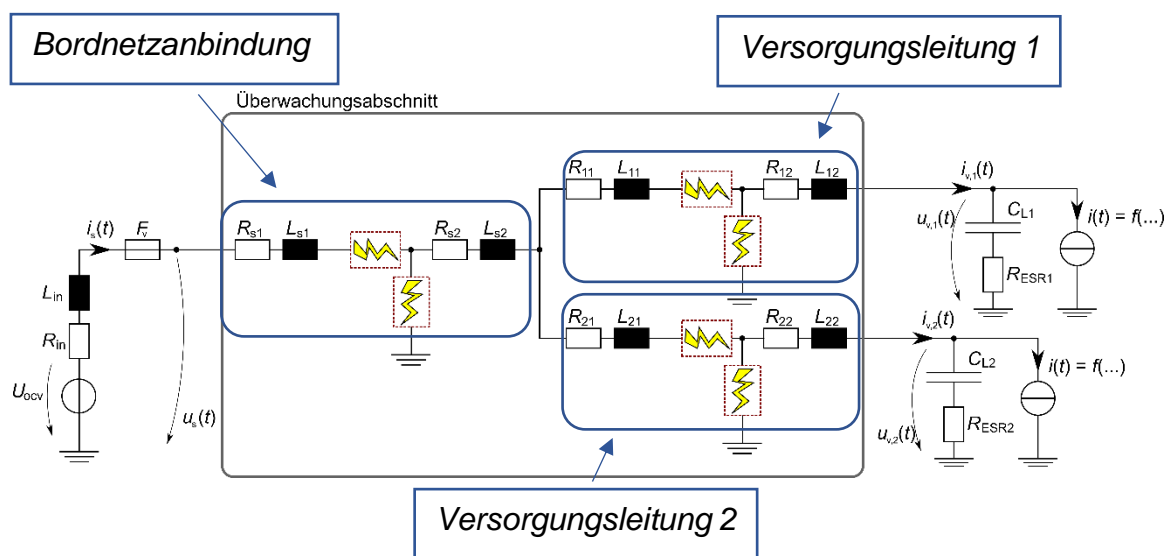 Bordnetzanbindung
Versorgungsleitung 1
Überwachungsabschnitt
R11 L11 R12 L12
iv,1(t)
uv,1(t) CL1 i(t) = f(...)
RESR1
is(t) Fv Rs1 Ls1 Rs2 Ls2
Lin
Rin
Uocv
us(t)
R21 L21 R22 L22
iv,2(t)
CL2 i(t) = f(...)
uv,2(t) RESR2
Versorgungsleitung 2